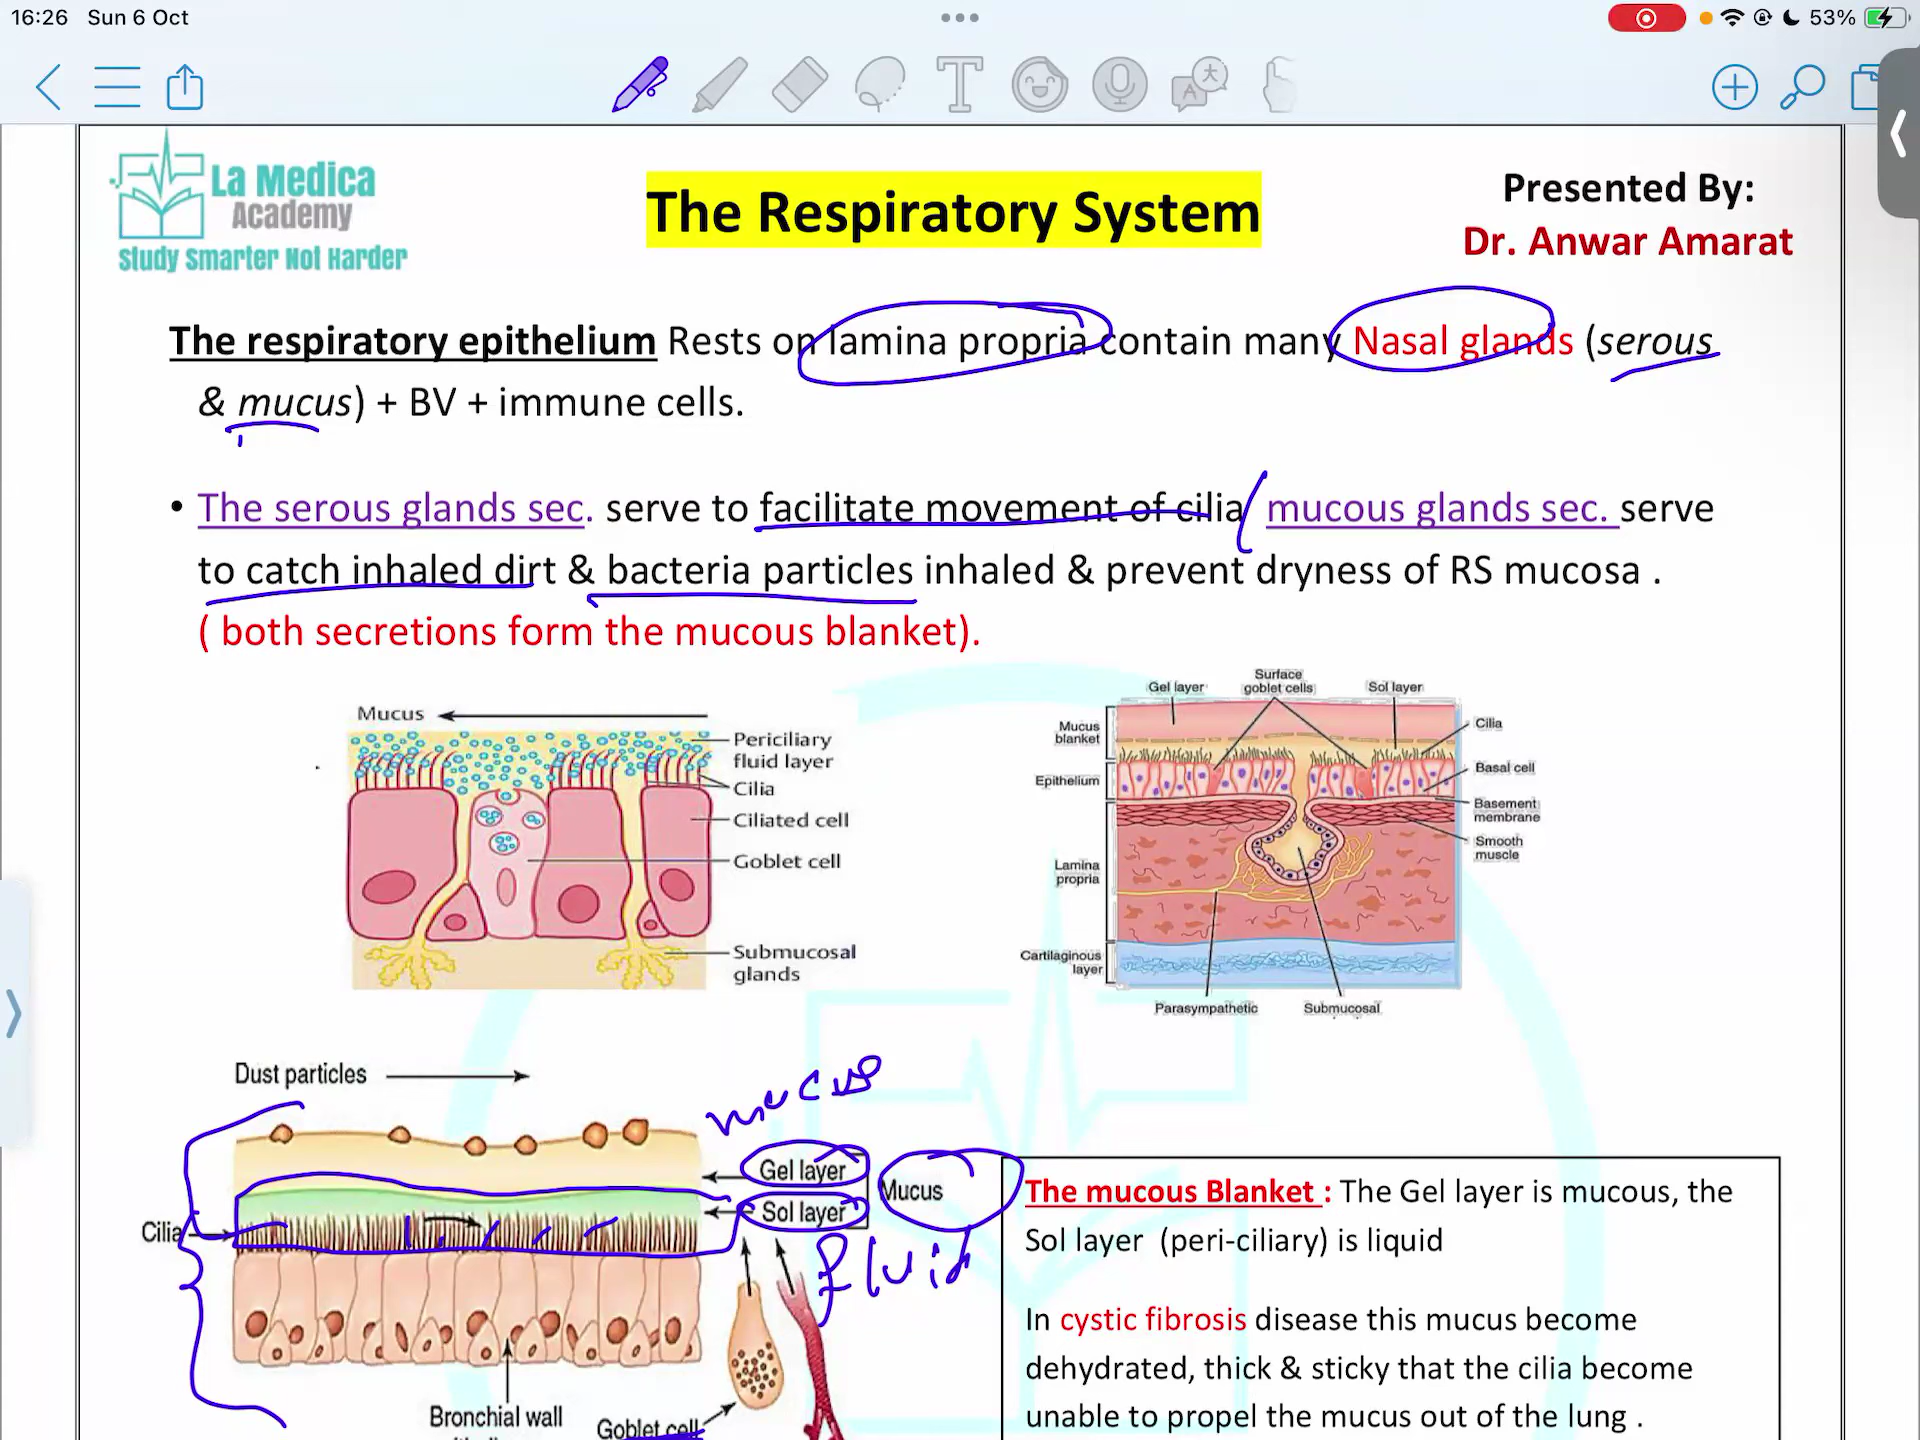 16:26 Sun 6 Oct
53%
La Medica
Academy
Study Smarter Not Harder
The Respiratory System
Presented By:
Dr. Anwar Amarat
The respiratory epithelium Rests on lamina propria contain many Nasal glands (serous
& mucus) + BV + immune cells.
• The serous glands sec. serve to facilitate movement of cilia mucous glands sec. serve
to catch inhaled dirt & bacteria particles inhaled & prevent dryness of RS mucosa .
( both secretions form the mucous blanket).
Mucus
Periciliary
fluid layer
Cilia
Ciliated cell
Goblet cell
Submucosal
glands
Gel layer
Surface
goblet cells
Sol layer
Mucus
blanket
Cilia
Epithelium
Basal cell
Basement
membrane
Smooth
muscle
Lamina
propria
Cartilaginous
layer
Parasympathetic
Submucosal
Dust particles
mucus
Gel layer
Mucus
Sol layer
Cilia
fluid
Bronchial wall
Goblet cell
The mucous Blanket : The Gel layer is mucous, the
Sol layer (peri-ciliary) is liquid
In cystic fibrosis disease this mucus become
dehydrated, thick & sticky that the cilia become
unable to propel the mucus out of the lung .